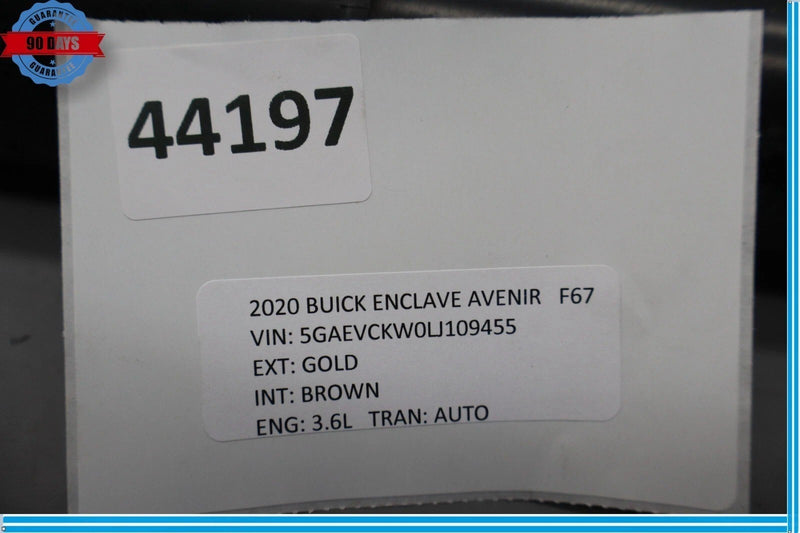 GUARANTEE
90 DAYS
GUARANTEE
44197
2020 BUICK ENCLAVE AVENIR F67
VIN: 5GAEVCKW0LJ109455
EXT: GOLD
INT: BROWN
ENG: 3.6L TRAN: AUTO